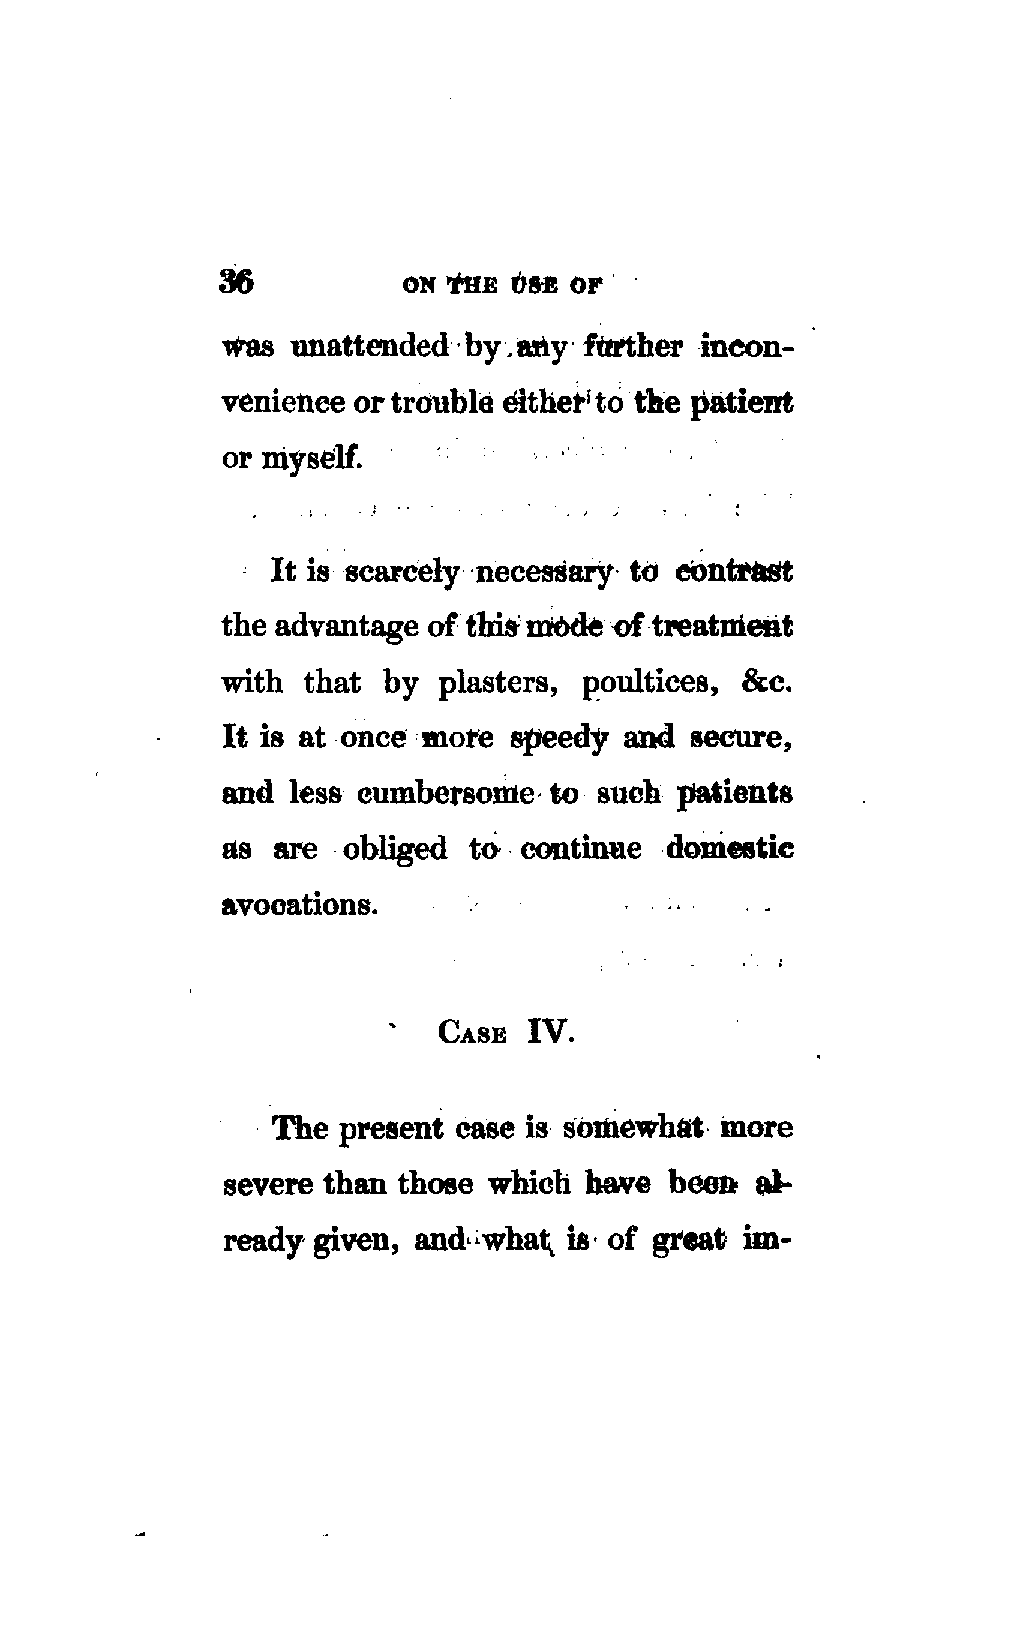 36 ON THE USE OF
was unattended by any further incon-
venience or trouble either to the patient
or myself.
It is scarcely necessary to contrast
the advantage of this mode of treatment
with that by plasters, poultices, &c.
It is at once more speedy and secure,
and less cumbersome to such patients
as are obliged to continue domestic
avocations.
CASE IV.
The present case is somewhat more
severe than those which have been al-
ready given, and what is of great im-